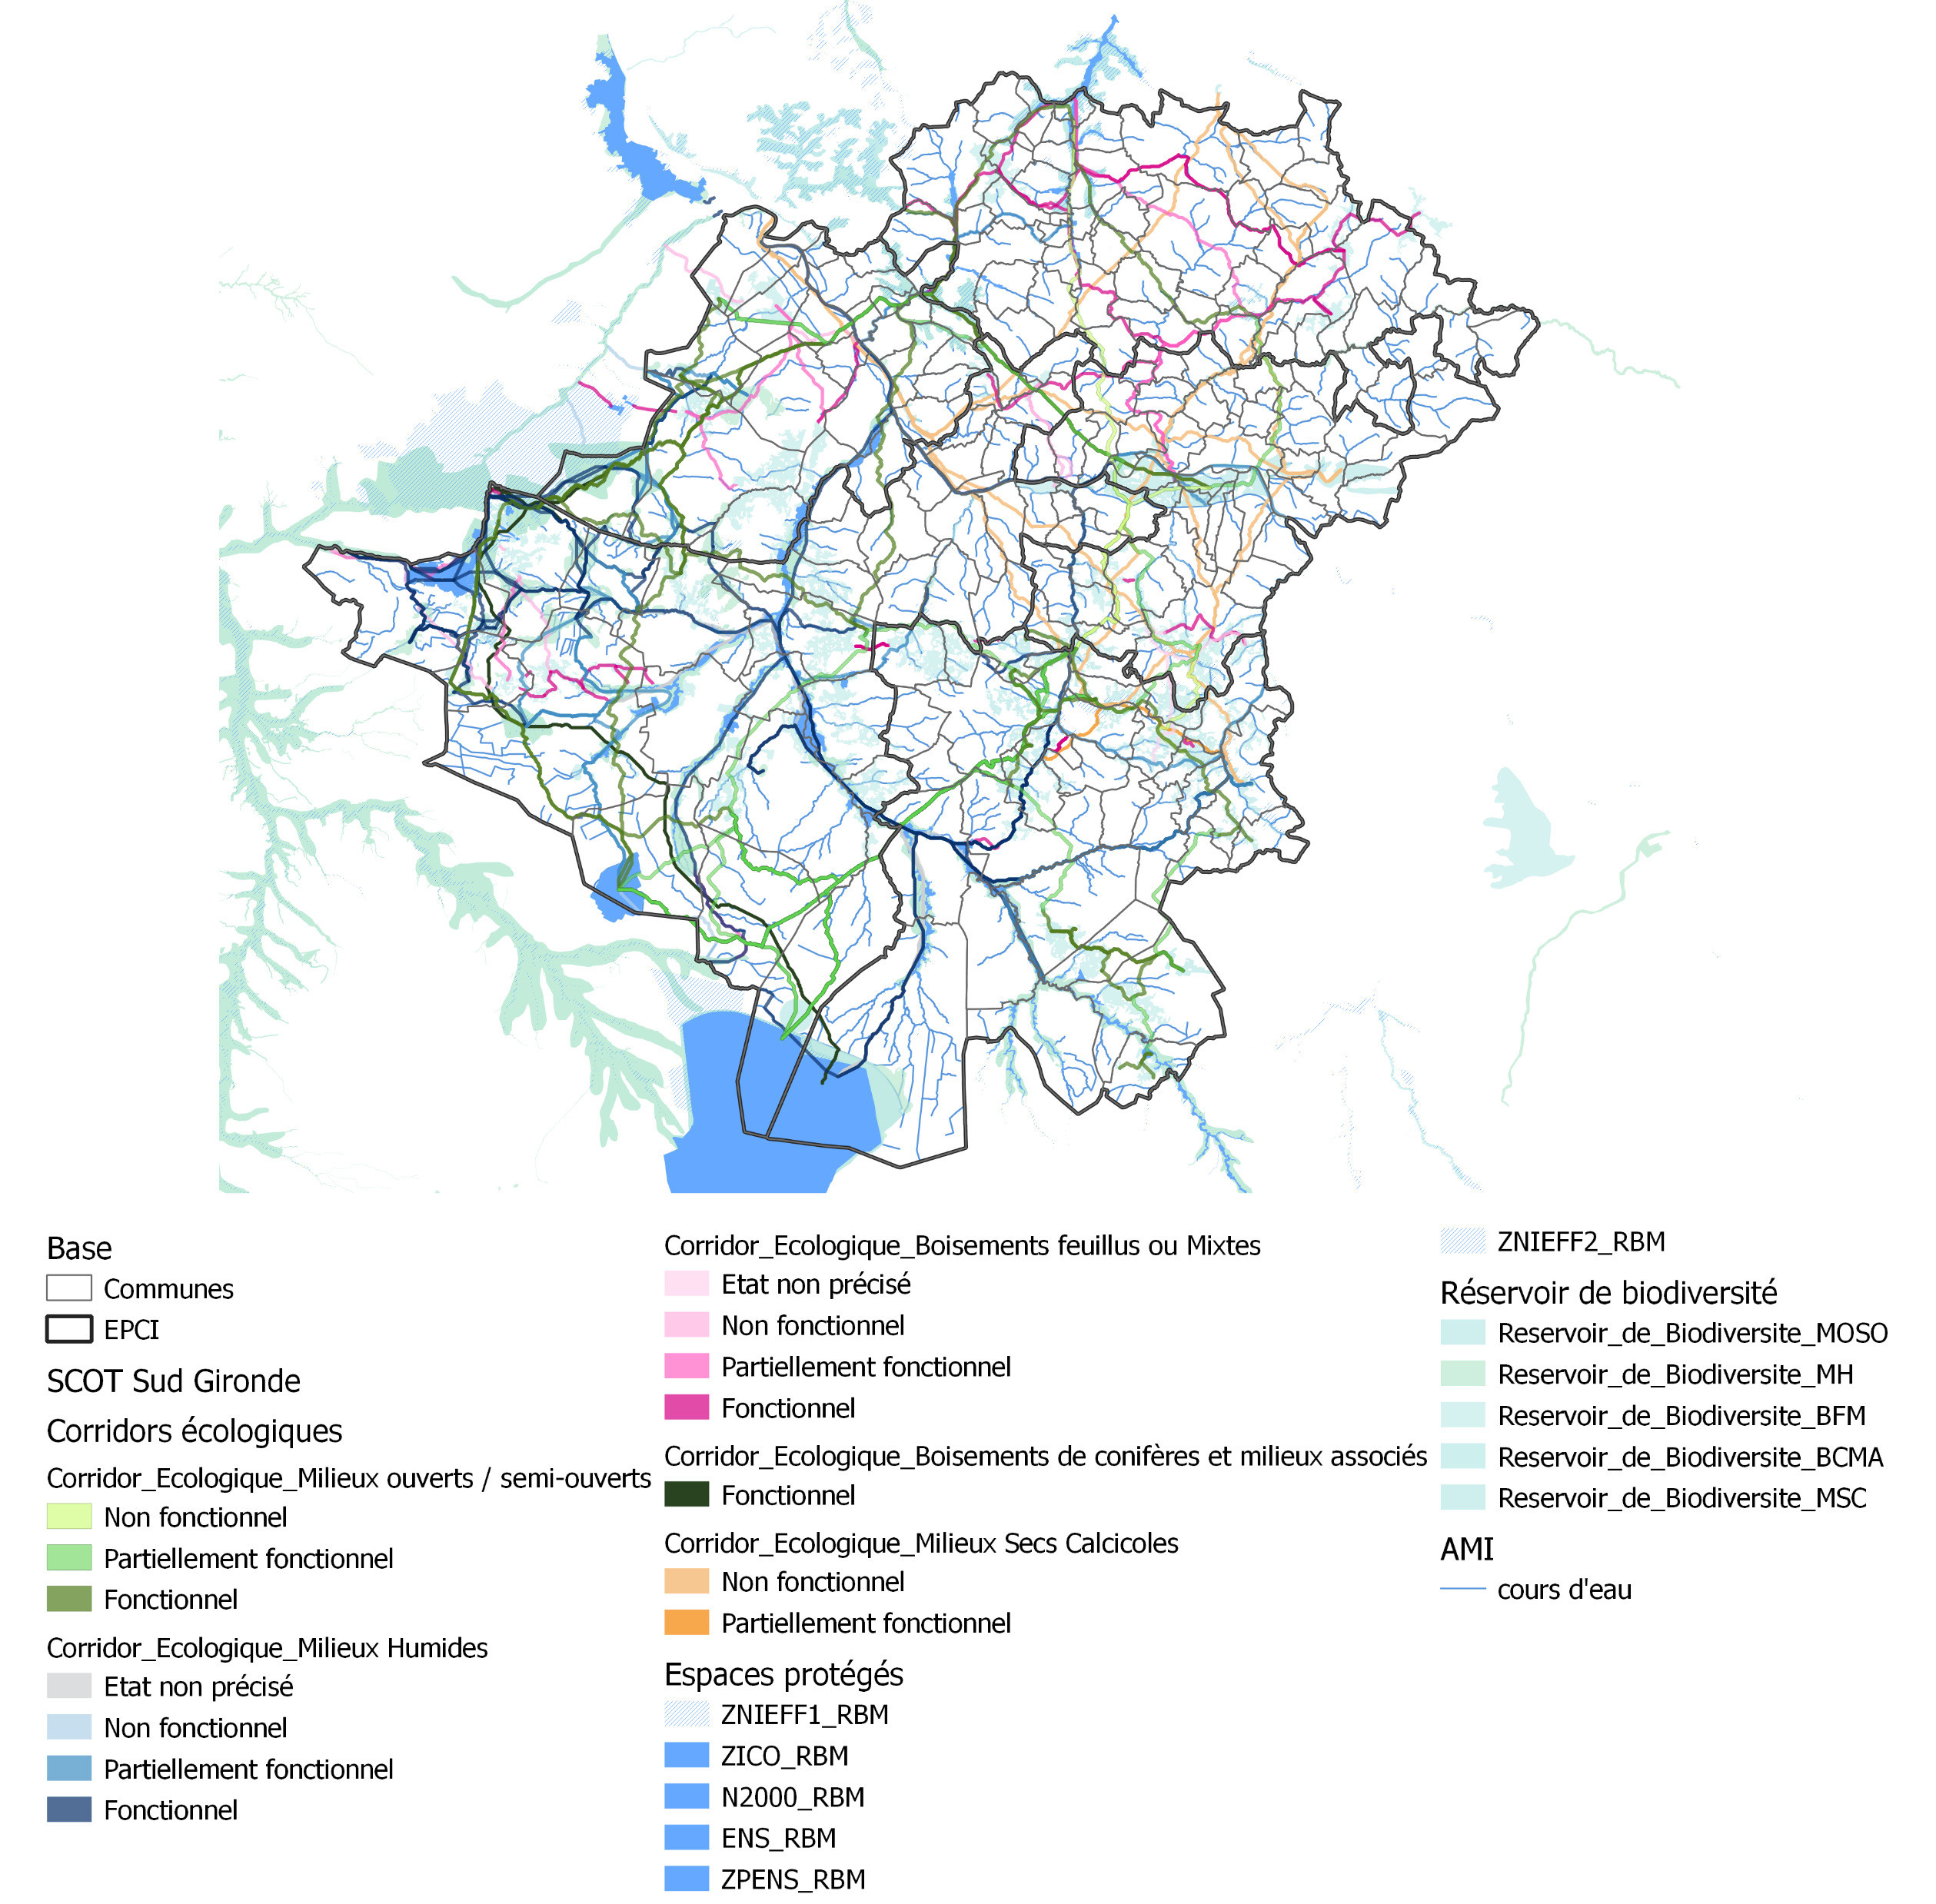 Base
Communes
EPCI
SCOT Sud Gironde
Corridors écologiques
Corridor_Ecologique_Milieux ouverts / semi-ouverts
Non fonctionnel
Partiellement fonctionnel
Fonctionnel
Corridor_Ecologique_Milieux Humides
Etat non précisé
Non fonctionnel
Partiellement fonctionnel
Fonctionnel
Corridor_Ecologique_Boisements feuillus ou Mixtes
Etat non précisé
Non fonctionnel
Partiellement fonctionnel
Fonctionnel
Corridor_Ecologique_Boisements de conifères et milieux associés
Fonctionnel
Corridor_Ecologique_Milieux Secs Calcicoles
Non fonctionnel
Partiellement fonctionnel
Espaces protégés
ZNIEFF1_RBM
ZICO_RBM
N2000_RBM
ENS_RBM
ZPENS_RBM
ZNIEFF2_RBM
Réservoir de biodiversité
Reservoir_de_Biodiversite_MOSO
Reservoir_de_Biodiversite_MH
Reservoir_de_Biodiversite_BFM
Reservoir_de_Biodiversite_BCMA
Reservoir_de_Biodiversite_MSC
AMI
cours d'eau